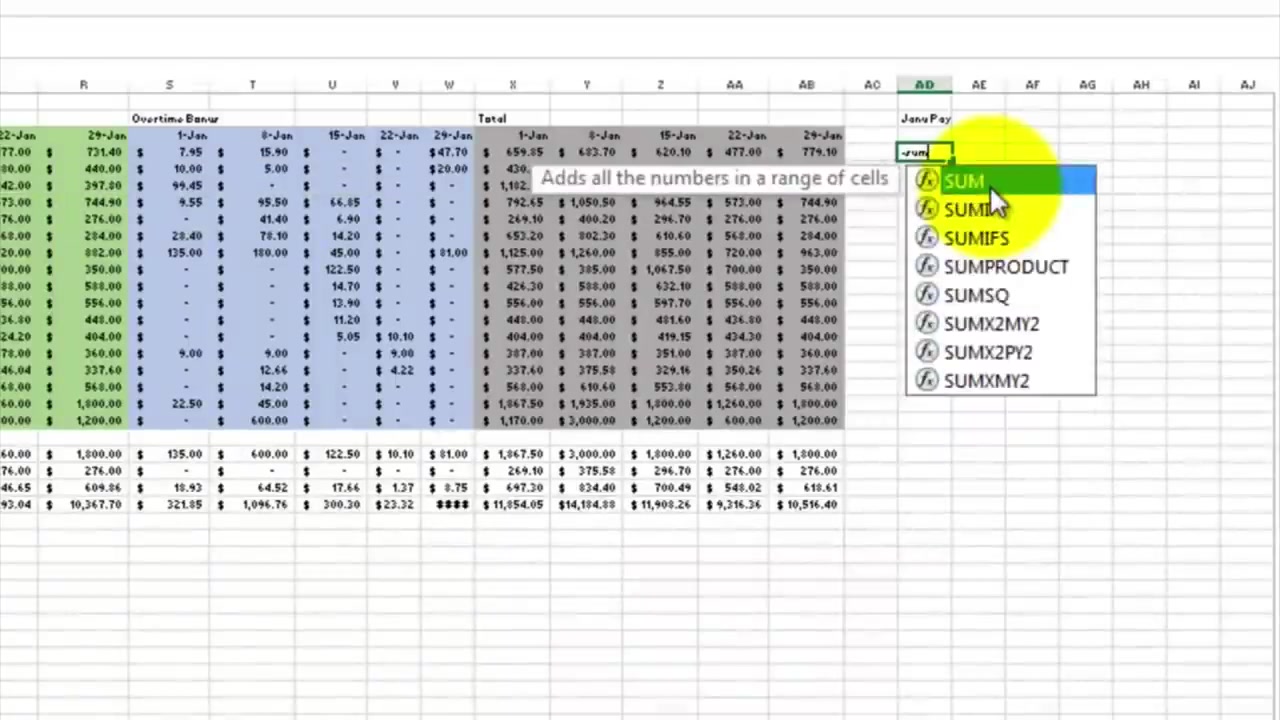 R S T U V W X Y Z AA AB AC AD AE AF AG AH AI AJ
Overtime Bonus Total Janu Pay
22-Jan 29-Jan 1-Jan 8-Jan 15-Jan 22-Jan 29-Jan 1-Jan 8-Jan 15-Jan 22-Jan 29-Jan
77.00 $ 731.40 $ 7.95 $ 15.90 $ - $ - $47.70 $ 659.85 $ 683.70 $ 620.10 $ 477.00 $ 779.10 =sum
80.00 $ 440.00 $ 10.00 $ 5.00 $ - $ - $20.00 $ 430.
Adds all the numbers in a range of cells
SUM
42.00 $ 397.80 $ 99.45 $ - $ - $ - $ - $ 1,182.
73.00 $ 735.35 $ 9.55 $ 95.50 $ 66.85 $ - $ - $ 792.65 $ 1,050.50 $ 964.55 $ 573.00 $ 744.90
76.00 $ 276.00 $ - $ 41.40 $ 6.90 $ - $ - $ 269.10 $ 400.20 $ 276.00 $ 276.00 $ 276.00
68.00 $ 284.00 $ 28.40 $ 78.10 $ 14.20 $ - $ - $ 653.20 $ 802.30 $ 610.60 $ 568.00 $ 284.00
SUMIFS
20.00 $ 882.00 $ 135.00 $ 180.00 $ 45.00 $ - $ 81.00 $ 1,125.00 $ 1,260.00 $ 855.00 $ 720.00 $ 963.00
00.00 $ 350.00 $ - $ - $ 122.50 $ - $ - $ 577.50 $ 385.00 $ 1,067.50 $ 700.00 $ 350.00
SUMPRODUCT
88.00 $ 588.00 $ - $ - $ 14.70 $ - $ - $ 426.30 $ 588.00 $ 632.10 $ 588.00 $ 588.00
56.00 $ 556.00 $ - $ - $ 13.90 $ - $ - $ 556.00 $ 556.00 $ 597.70 $ 556.00 $ 556.00
SUMSQ
36.80 $ 448.00 $ - $ - $ 11.20 $ - $ - $ 448.00 $ 448.00 $ 481.60 $ 436.80 $ 448.00
SUMX2MY2
24.20 $ 404.00 $ - $ - $ 5.05 $ 10.10 $ - $ 404.00 $ 404.00 $ 419.15 $ 434.30 $ 404.00
78.00 $ 360.00 $ 9.00 $ 9.00 $ - $ 9.00 $ - $ 387.00 $ 387.00 $ 351.00 $ 387.00 $ 360.00
SUMX2PY2
46.04 $ 337.60 $ - $ 12.66 $ - $ 4.22 $ - $ 337.60 $ 375.58 $ 329.16 $ 350.26 $ 337.60
SUMXMY2
68.00 $ 568.00 $ - $ 14.20 $ - $ - $ - $ 568.00 $ 610.60 $ 553.80 $ 568.00 $ 568.00
60.00 $ 1,800.00 $ 22.50 $ 45.00 $ - $ - $ - $ 1,867.50 $ 1,935.00 $ 1,800.00 $ 1,260.00 $ 1,800.00
00.00 $ 1,200.00 $ - $ 600.00 $ - $ - $ - $ 1,170.00 $ 3,000.00 $ 1,200.00 $ 600.00 $ 1,200.00
60.00 $ 1,800.00 $ 135.00 $ 600.00 $ 122.50 $ 10.10 $ 81.00 $ 1,867.50 $ 3,000.00 $ 1,800.00 $ 1,260.00 $ 1,800.00
76.00 $ 276.00 $ - $ - $ - $ - $ - $ 269.10 $ 375.58 $ 296.70 $ 276.00 $ 276.00
46.65 $ 609.86 $ 18.93 $ 64.52 $ 17.66 $ 1.37 $ 8.75 $ 697.30 $ 834.40 $ 700.49 $ 548.02 $ 618.61
93.04 $ 10,367.70 $ 321.85 $ 1,096.76 $ 300.30 $23.32 #### $ 11,854.05 $14,184.88 $ 11,908.26 $ 9,316.36 $ 10,516.40